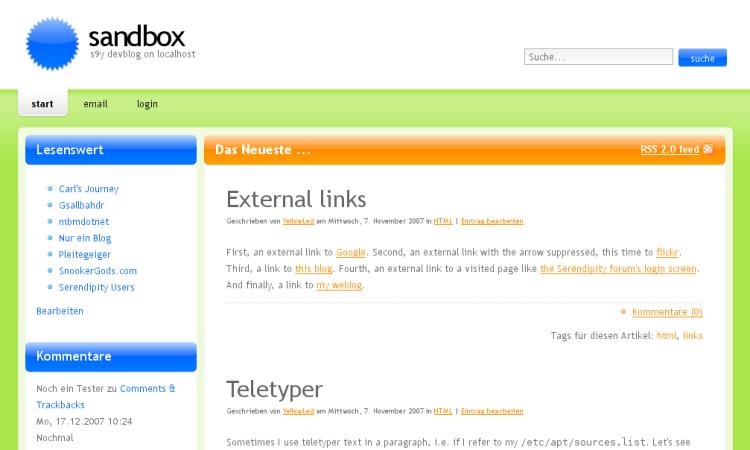 sandbox
s9y devblog on localhost
Suche...
suche
start
email
login
Lesenswert
Carl's Journey
Gsallbahdr
mbmdotnet
Nur ein Blog
Pleitegeiger
SnookerGods.com
Serendipity Users
Bearbeiten
Kommentare
Noch ein Tester zu Comments &
Trackbacks
Mo, 17.12.2007 10:24
Nochmal
Das Neueste ...
RSS 2.0 feed
External links
Geschrieben von YellowLed am Mittwoch, 7. November 2007 in HTML | Eintrag bearbeiten
First, an external link to Google. Second, an external link with the arrow suppressed, this time to flickr.
Third, a link to this blog. Fourth, an external link to a visited page like the Serendipity forum's login screen.
And finally, a link to my weblog.
Kommentare (0)
Tags für diesen Artikel: html, links
Teletyper
Geschrieben von YellowLed am Mittwoch, 7. November 2007 in HTML | Eintrag bearbeiten
Sometimes I use teletyper text in a paragraph, i.e. if I refer to my /etc/apt/sources.list. Let's see